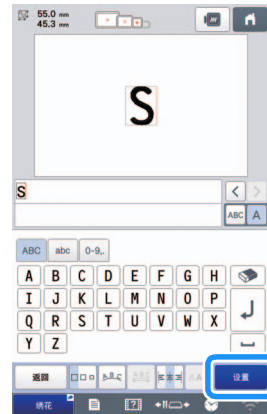 55.0 mm
45.3 mm
S
S
ABC A
ABC abc 0-9,.
A B C D E F G H
I J K L M N O P
Q R S T U V W X
Y Z
返回 设置
绣花